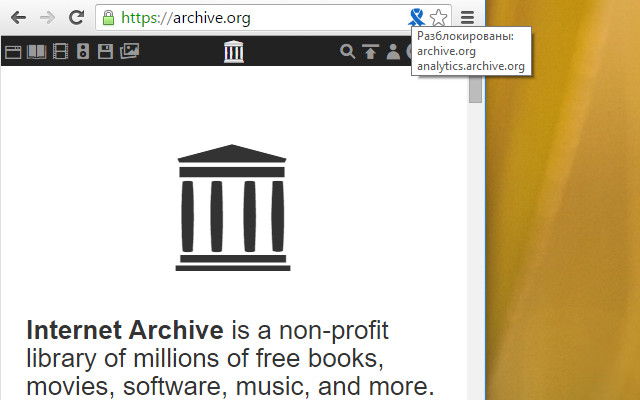 https://archive.org
Разблокированы:
archive.org
analytics.archive.org
Internet Archive is a non-profit
library of millions of free books,
movies, software, music, and more.